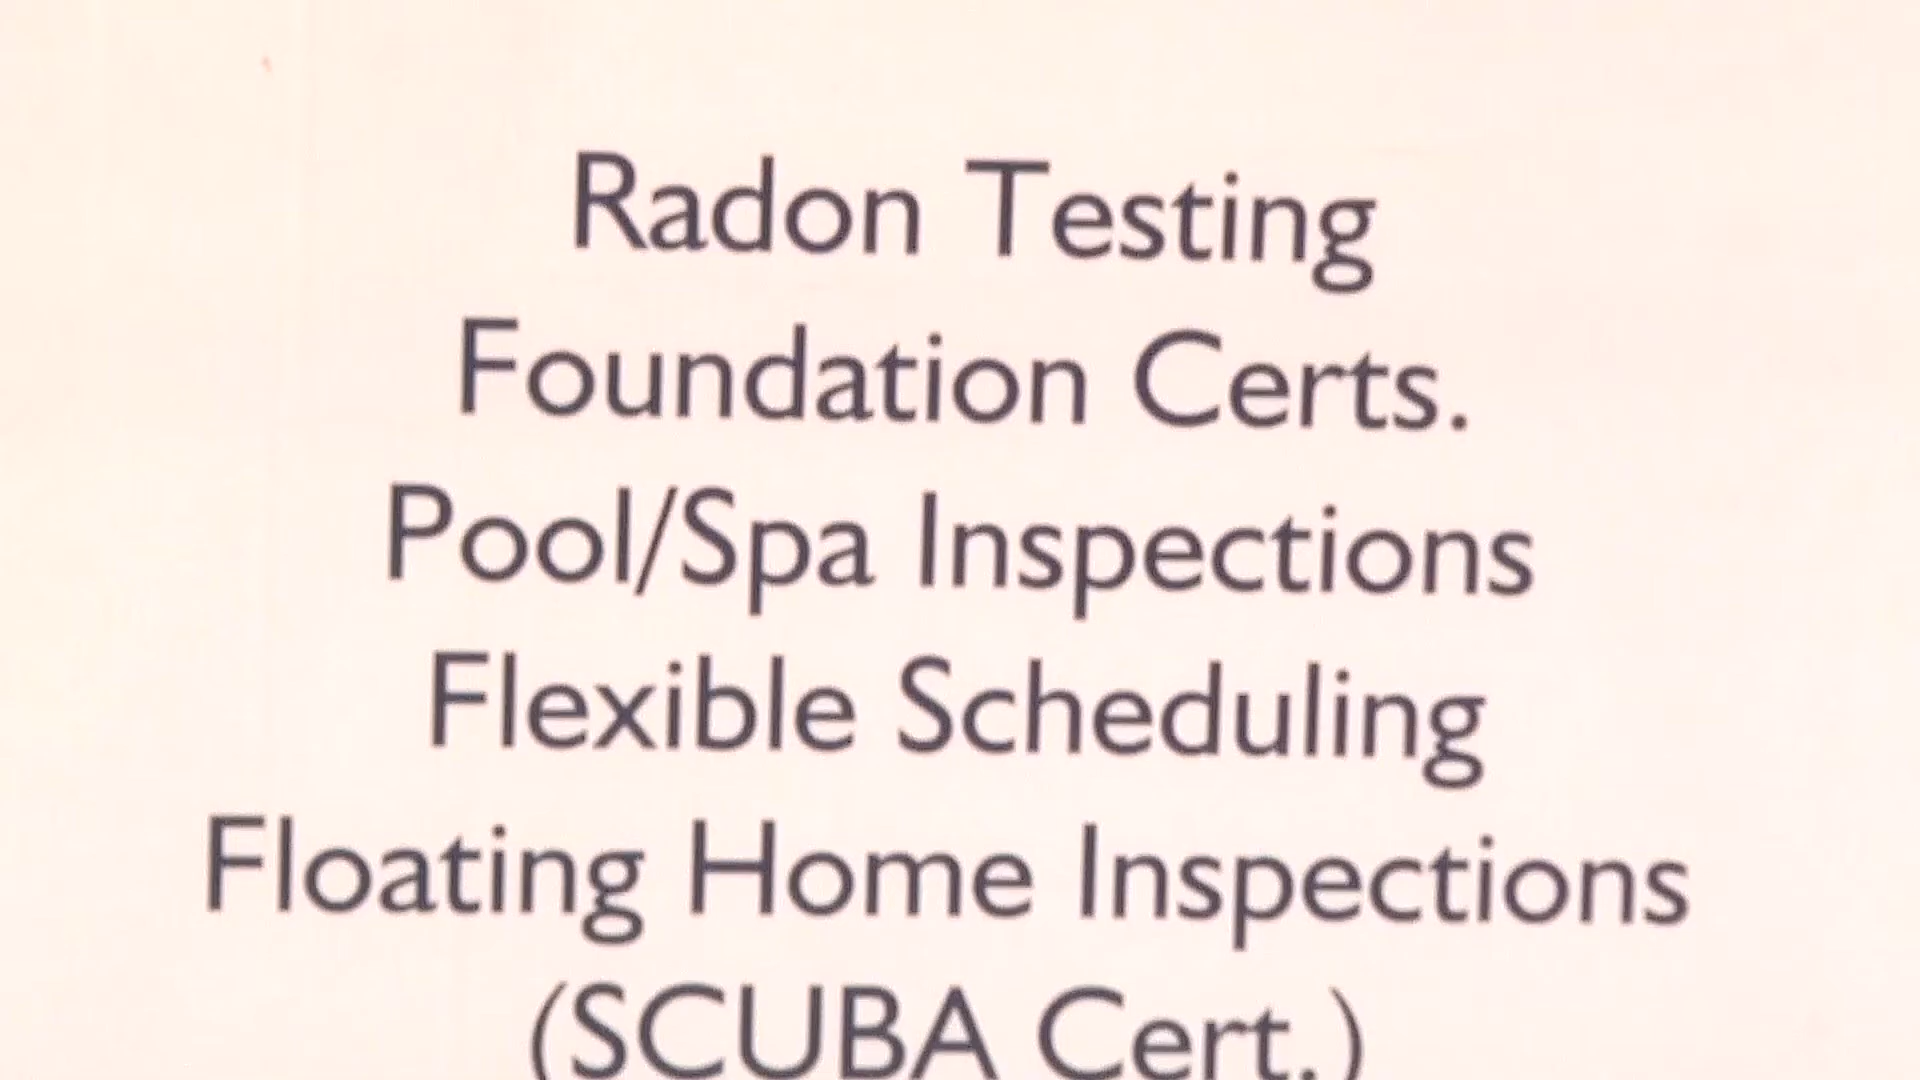 Radon Testing
Foundation Certs.
Pool/Spa Inspections
Flexible Scheduling
Floating Home Inspections
(SCUBA Cert.)